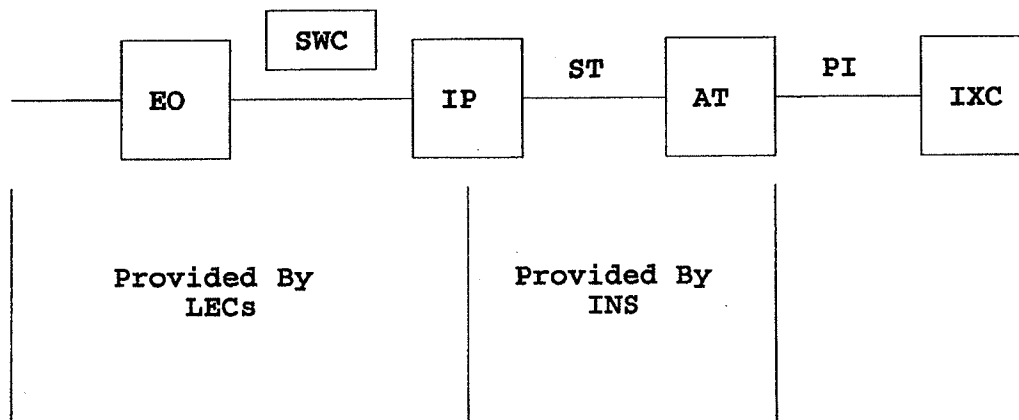 SWC
EO
IP
ST
AT
PI
IXC
Provided By
LECs
Provided By
INS